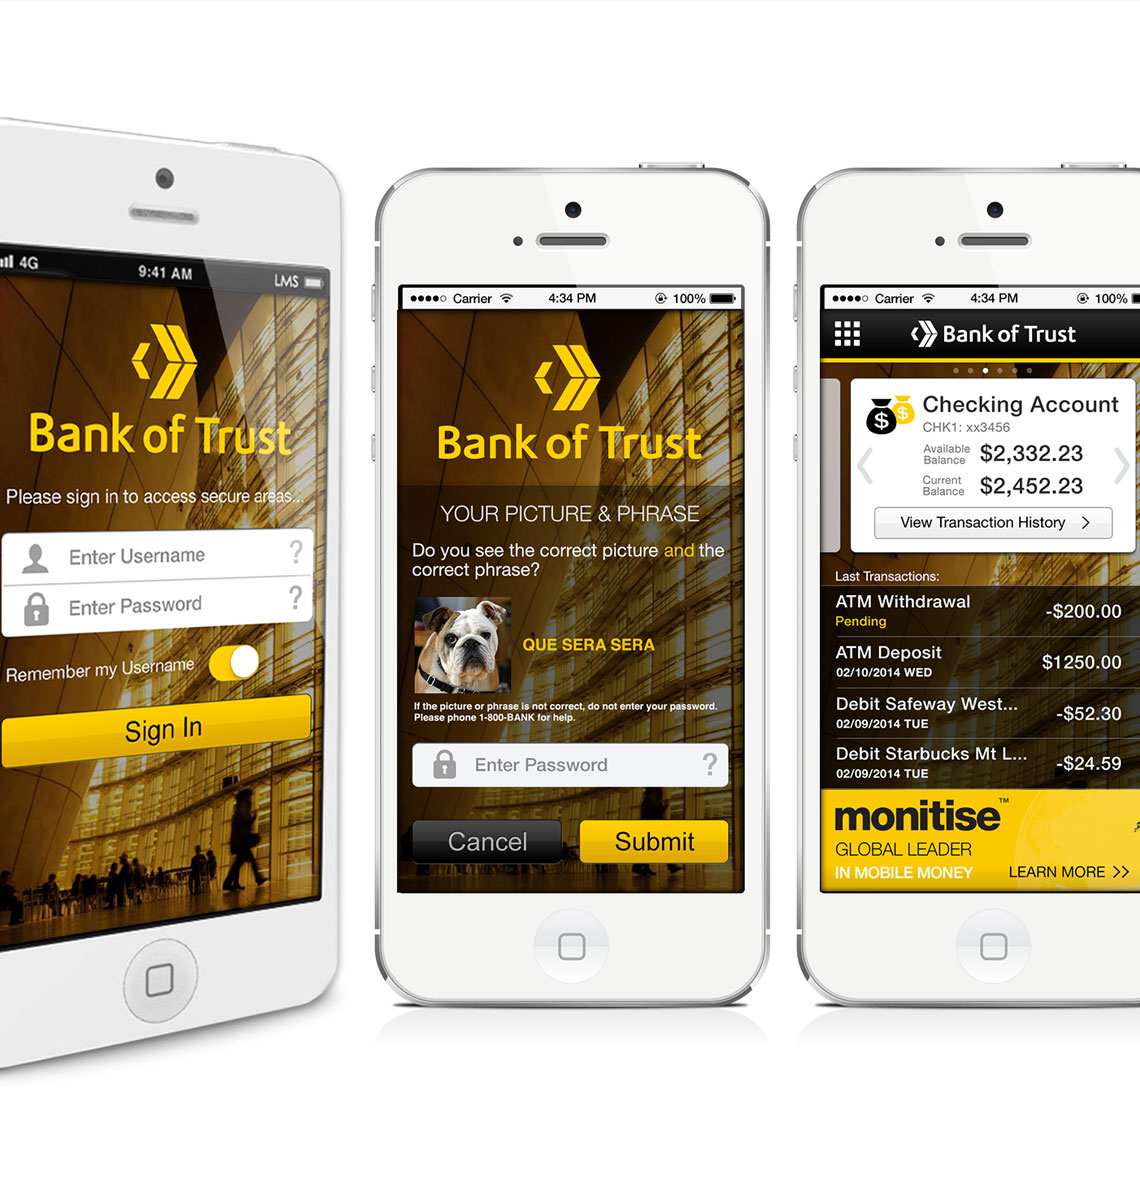 4G
9:41 AM
LMS
Bank of Trust
Please sign in to access secure areas...
Enter Username ?
Enter Password ?
Remember my Username
Sign In
Carrier
4:34 PM
100%
Bank of Trust
YOUR PICTURE & PHRASE
Do you see the correct picture and the
correct phrase?
QUE SERA SERA
If the picture or phrase is not correct, do not enter your password.
Please phone 1-800-BANK for help.
Enter Password ?
Cancel
Submit
Carrier
4:34 PM
100%
Bank of Trust
$ $
Checking Account
CHK1: xx3456
Available
Balance
$2,332.23
Current
Balance
$2,452.23
View Transaction History >
Last Transactions:
ATM Withdrawal
Pending
-$200.00
ATM Deposit
02/10/2014 WED
$1250.00
Debit Safeway West...
02/09/2014 TUE
-$52.30
Debit Starbucks Mt L...
02/09/2014 TUE
-$24.59
monitise™
GLOBAL LEADER
IN MOBILE MONEY
LEARN MORE >>